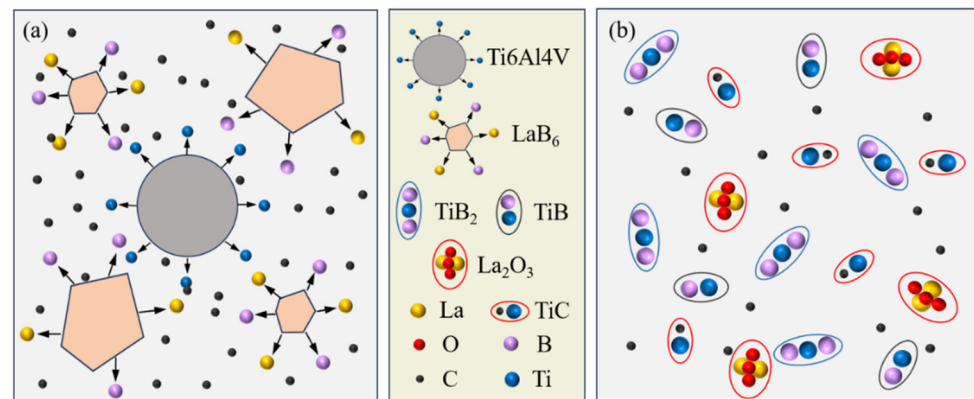 (a)
Ti6Al4V
LaB₆
TiB₂
TiB
La₂O₃
La
TiC
O
B
C
Ti
(b)